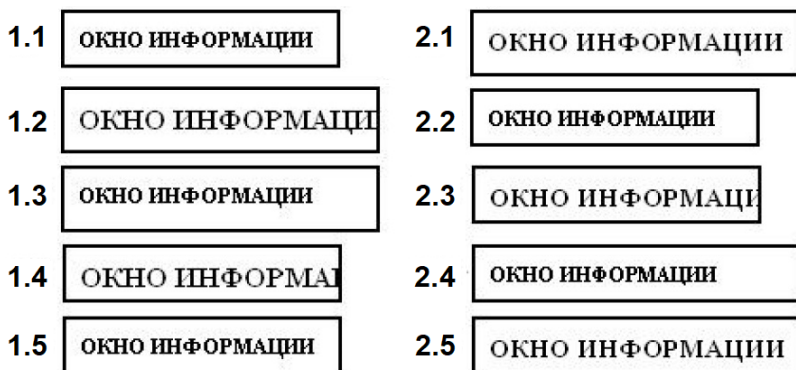 1.1 ОКНО ИНФОРМАЦИИ
1.2 ОКНО ИНФОРМАЦИ
1.3 ОКНО ИНФОРМАЦИИ
1.4 ОКНО ИНФОРМА
1.5 ОКНО ИНФОРМАЦИИ
2.1 ОКНО ИНФОРМАЦИИ
2.2 ОКНО ИНФОРМАЦИИ
2.3 ОКНО ИНФОРМАЦИ
2.4 ОКНО ИНФОРМАЦИИ
2.5 ОКНО ИНФОРМАЦИИ